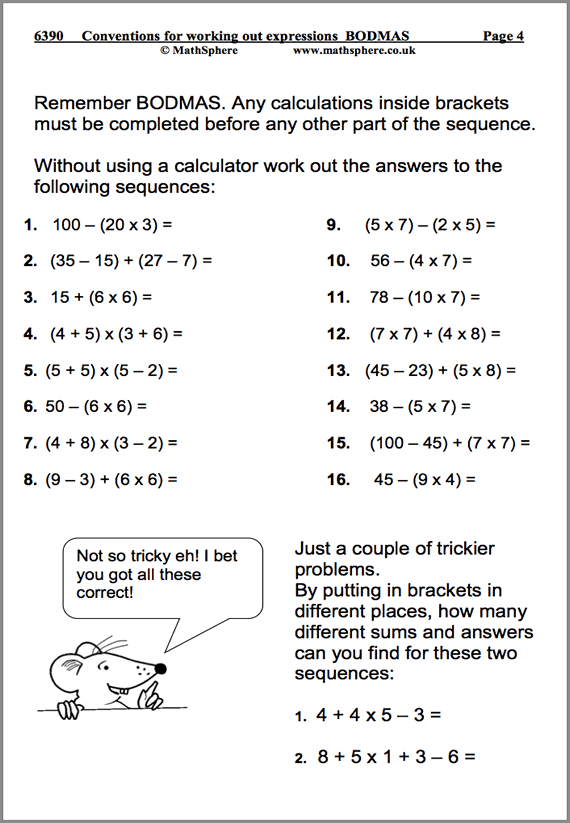 6390 Conventions for working out expressions BODMAS Page 4
© MathSphere www.mathsphere.co.uk
Remember BODMAS. Any calculations inside brackets
must be completed before any other part of the sequence.
Without using a calculator work out the answers to the
following sequences:
1. 100 – (20 x 3) =
2. (35 – 15) + (27 – 7) =
3. 15 + (6 x 6) =
4. (4 + 5) x (3 + 6) =
5. (5 + 5) x (5 – 2) =
6. 50 – (6 x 6) =
7. (4 + 8) x (3 – 2) =
8. (9 – 3) + (6 x 6) =
9. (5 x 7) – (2 x 5) =
10. 56 – (4 x 7) =
11. 78 – (10 x 7) =
12. (7 x 7) + (4 x 8) =
13. (45 – 23) + (5 x 8) =
14. 38 – (5 x 7) =
15. (100 – 45) + (7 x 7) =
16. 45 – (9 x 4) =
Not so tricky eh! I bet
you got all these
correct!
Just a couple of trickier
problems.
By putting in brackets in
different places, how many
different sums and answers
can you find for these two
sequences:
1. 4 + 4 x 5 – 3 =
2. 8 + 5 x 1 + 3 – 6 =